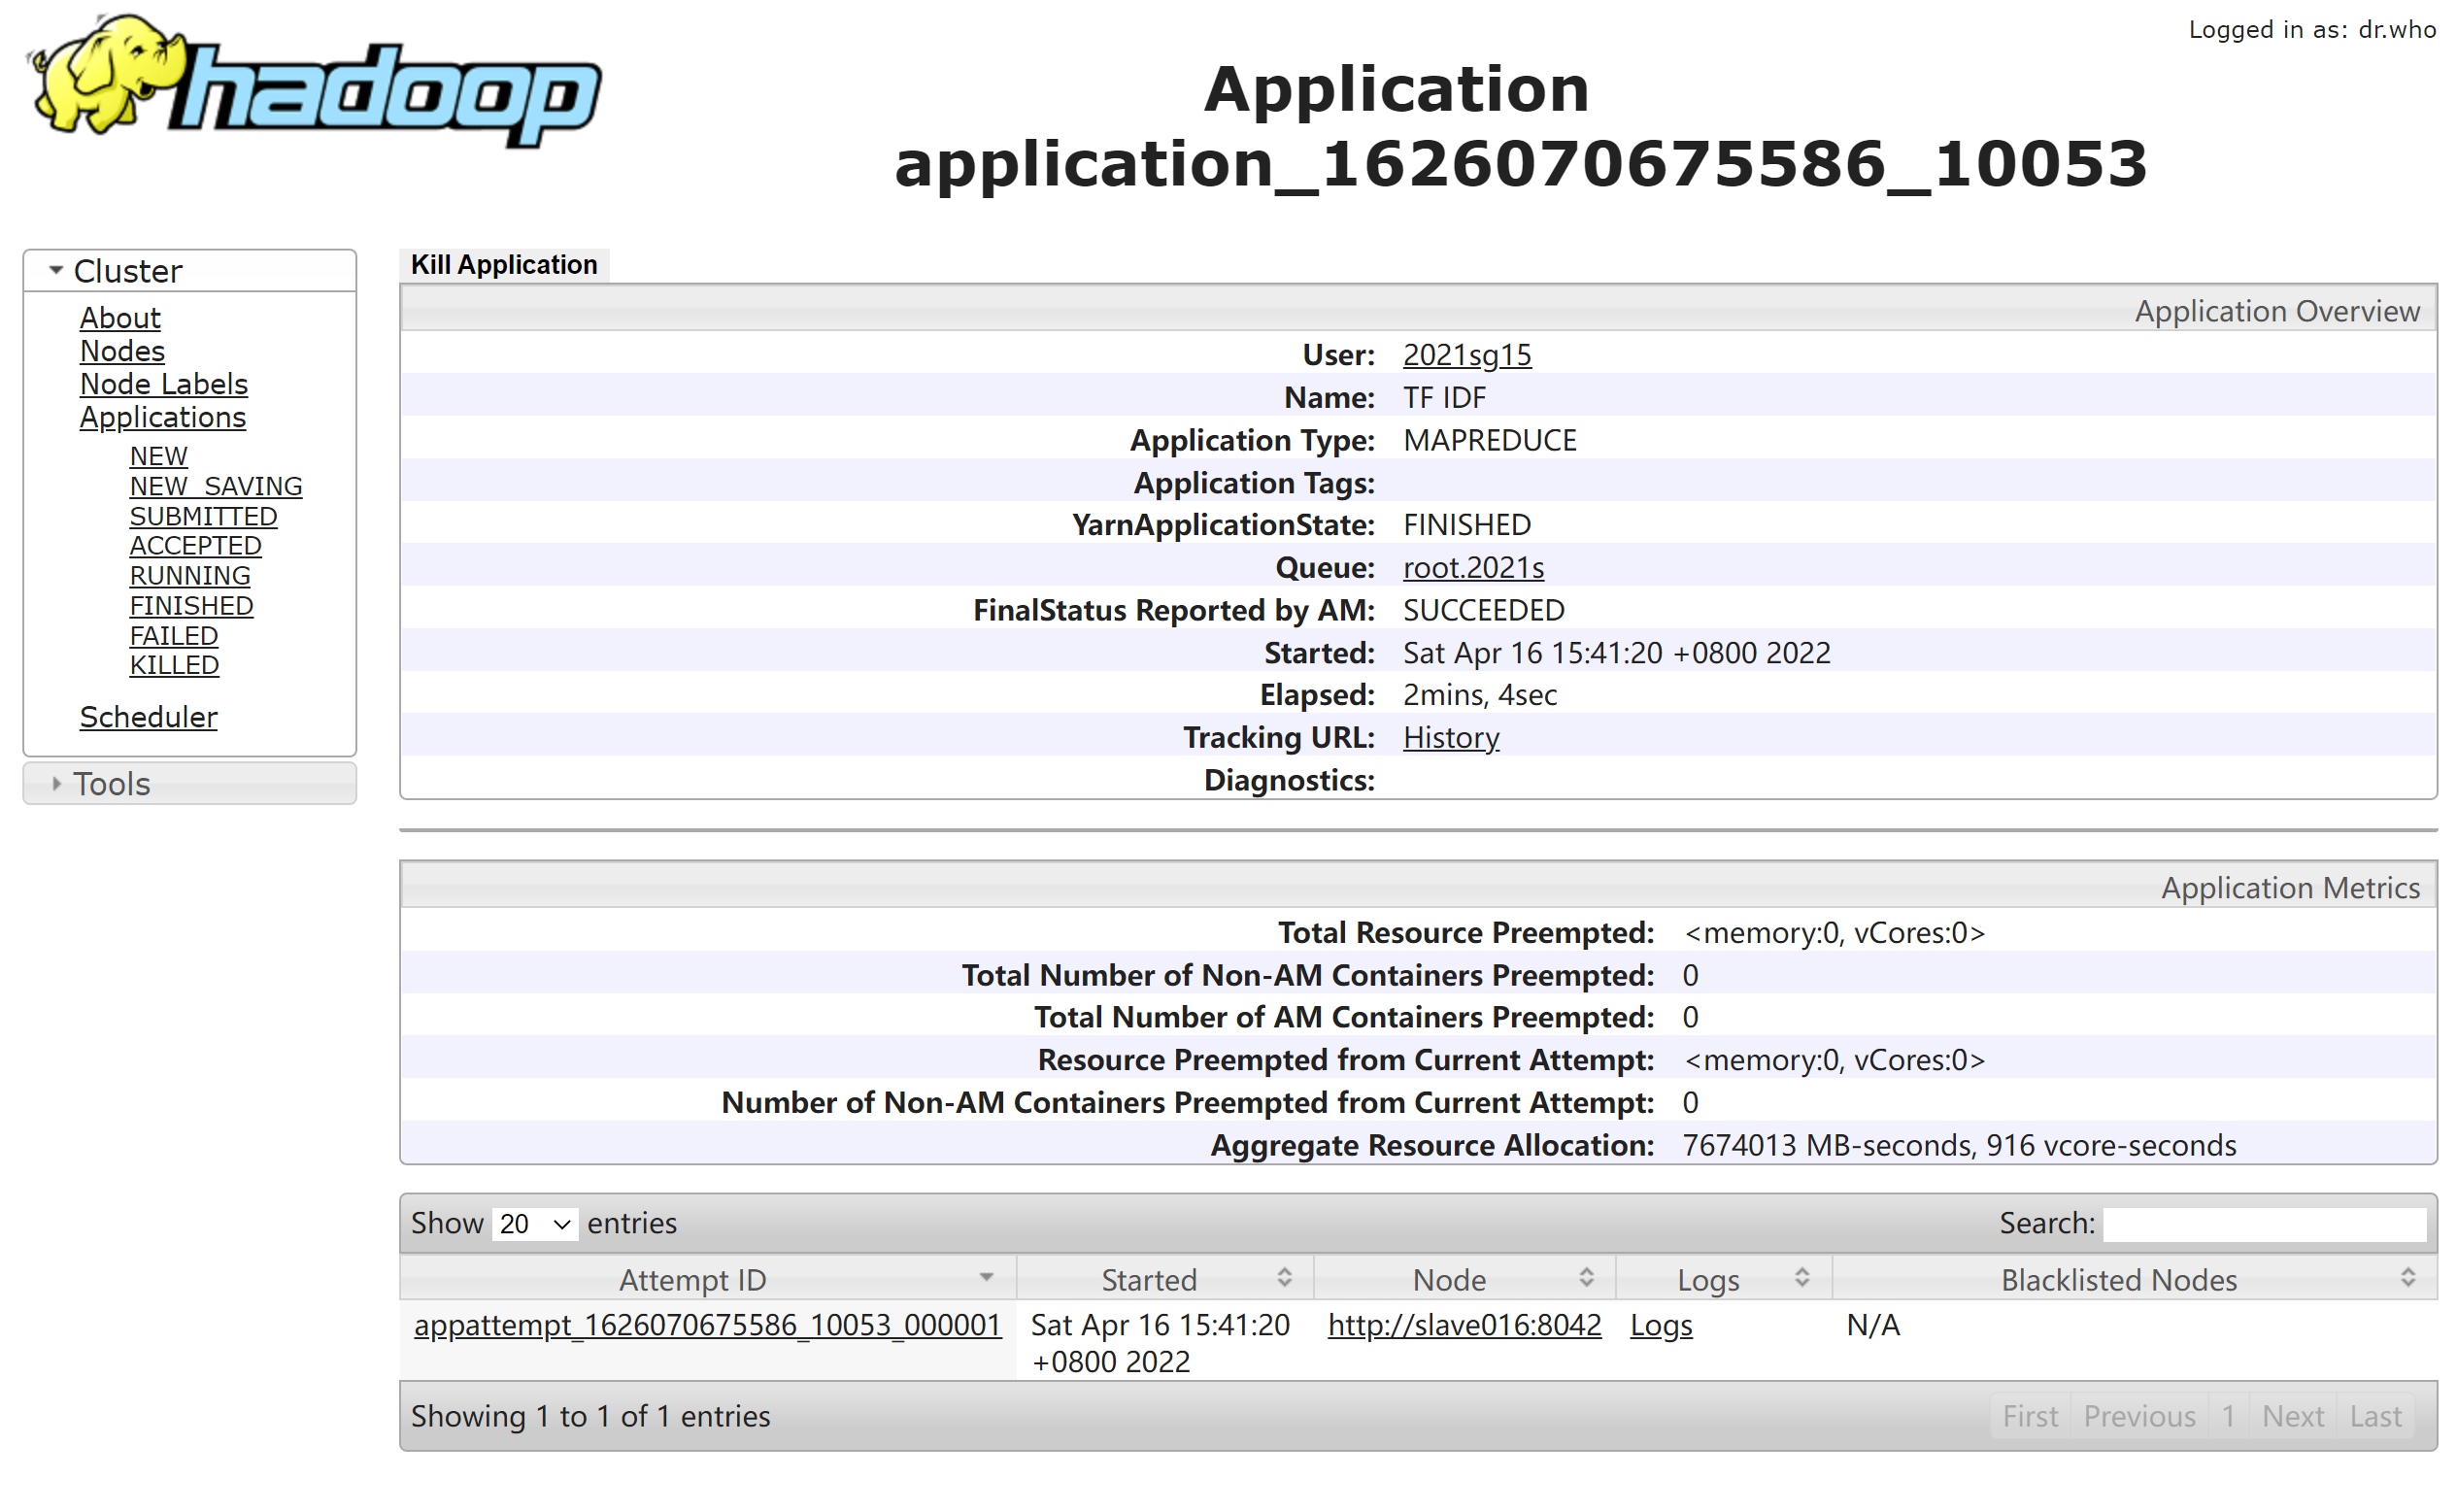 hadoop
Logged in as: dr.who
Application
application_1626070675586_10053
Cluster
About
Nodes
Node Labels
Applications
NEW
NEW_SAVING
SUBMITTED
ACCEPTED
RUNNING
FINISHED
FAILED
KILLED
Scheduler
Tools
Kill Application
Application Overview
User: 2021sg15
Name: TF IDF
Application Type: MAPREDUCE
Application Tags:
YarnApplicationState: FINISHED
Queue: root.2021s
FinalStatus Reported by AM: SUCCEEDED
Started: Sat Apr 16 15:41:20 +0800 2022
Elapsed: 2mins, 4sec
Tracking URL: History
Diagnostics:
Application Metrics
Total Resource Preempted: <memory:0, vCores:0>
Total Number of Non-AM Containers Preempted: 0
Total Number of AM Containers Preempted: 0
Resource Preempted from Current Attempt: <memory:0, vCores:0>
Number of Non-AM Containers Preempted from Current Attempt: 0
Aggregate Resource Allocation: 7674013 MB-seconds, 916 vcore-seconds
Show 20 entries Search:
Attempt ID Started Node Logs Blacklisted Nodes
appattempt_1626070675586_10053_000001 Sat Apr 16 15:41:20 http://slave016:8042 Logs N/A
+0800 2022
Showing 1 to 1 of 1 entries First Previous 1 Next Last